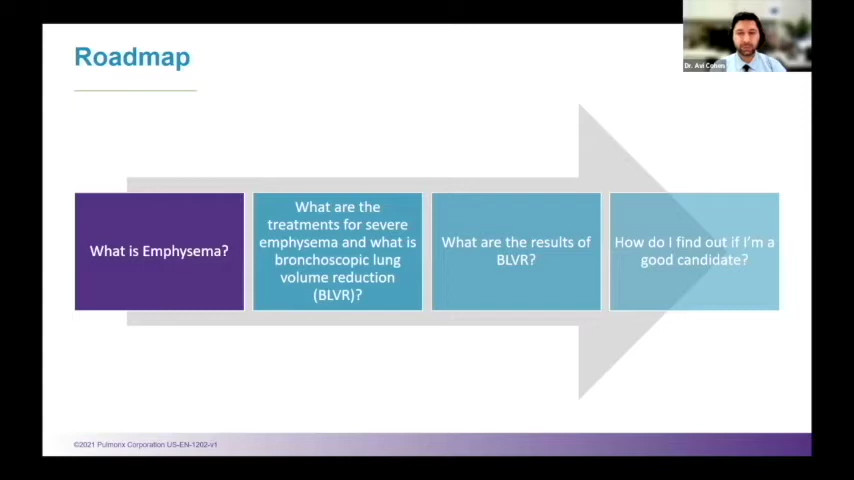 Roadmap
Dr. Avi Cohen
What is Emphysema?
What are the
treatments for severe
emphysema and what is
bronchoscopic lung
volume reduction
(BLVR)?
What are the results of
BLVR?
How do I find out if I'm a
good candidate?
©2021 Pulmonx Corporation US-EN-1202-v1